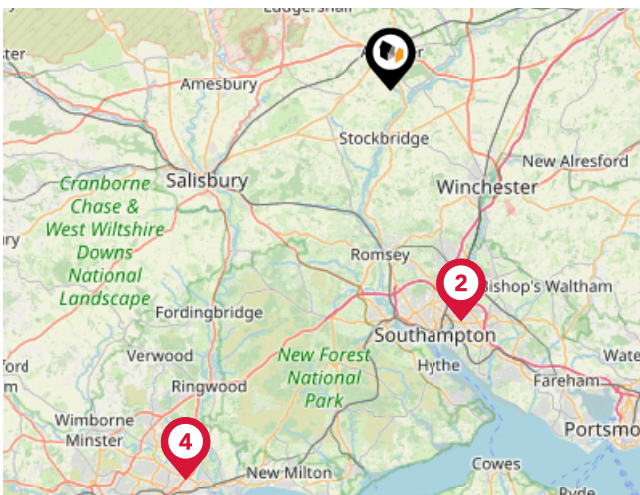 Amesbury
Stockbridge
New Alresford
Salisbury
Winchester
Cranborne
Chase &
West Wiltshire
Downs
National
Landscape
Romsey
2
Bishop's Waltham
Fordingbridge
Southampton
New Forest
National
Park
Verwood
Hythe
Ringwood
Fareham
Wimborne
Minster
Portsmo
4
New Milton
Cowes
Ryde